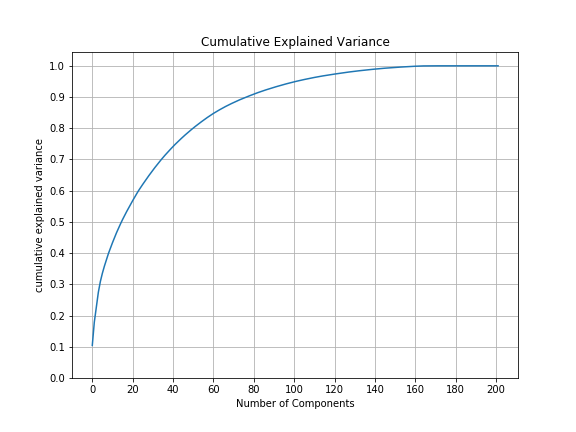 Cumulative Explained Variance
1.0
0.9
0.8
0.7
0.6
0.5
0.4
0.3
0.2
0.1
0.0
cumulative explained variance
0 20 40 60 80 100 120 140 160 180 200
Number of Components